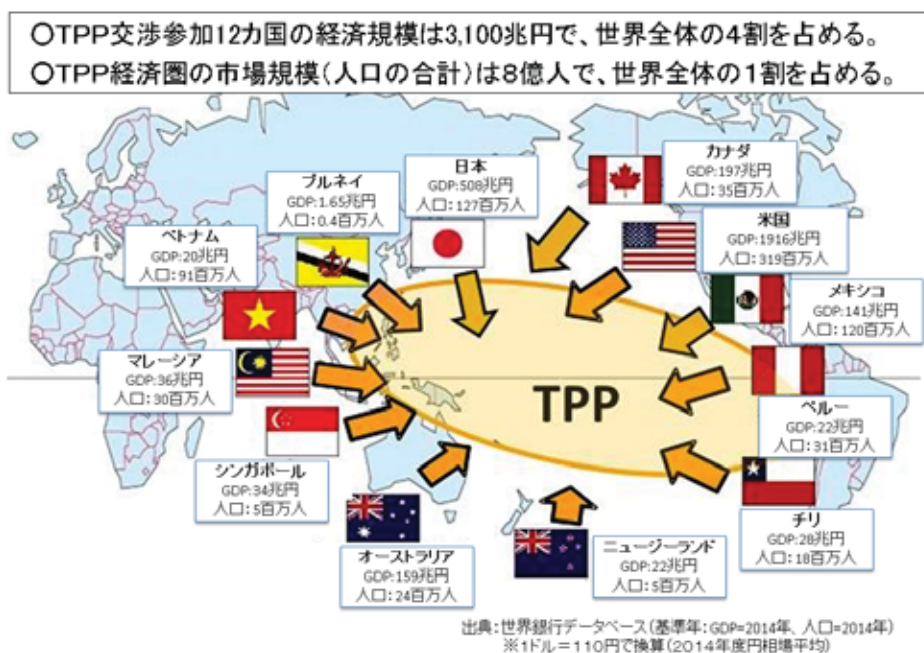 ○TPP交渉参加12カ国の経済規模は3,100兆円で、世界全体の4割を占める。
○TPP経済圏の市場規模(人口の合計)は8億人で、世界全体の1割を占める。
カナダ
GDP:197兆円
人口:35百万人
日本
GDP:508兆円
人口:127百万人
ブルネイ
GDP:1.65兆円
人口:0.4百万人
米国
GDP:1916兆円
人口:319百万人
ベトナム
GDP:20兆円
人口:91百万人
メキシコ
GDP:141兆円
人口:120百万人
マレーシア
GDP:36兆円
人口:30百万人
TPP
ペルー
GDP:22兆円
人口:31百万人
シンガポール
GDP:34兆円
人口:5百万人
チリ
GDP:28兆円
人口:18百万人
オーストラリア
GDP:159兆円
人口:24百万人
ニュージーランド
GDP:22兆円
人口:5百万人
出典:世界銀行データベース(基準年:GDP=2014年、人口=2014年)
※1ドル=110円で換算(2014年度円相場平均)